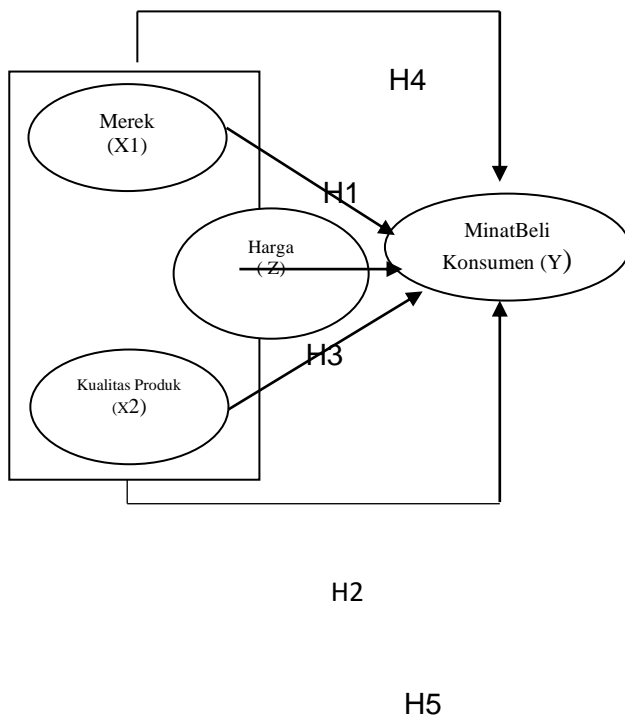 H4
Merek
(X1)
H1
Harga
( Z)
MinatBeli
Konsumen (Y)
H3
Kualitas Produk
(X2)
H2
H5